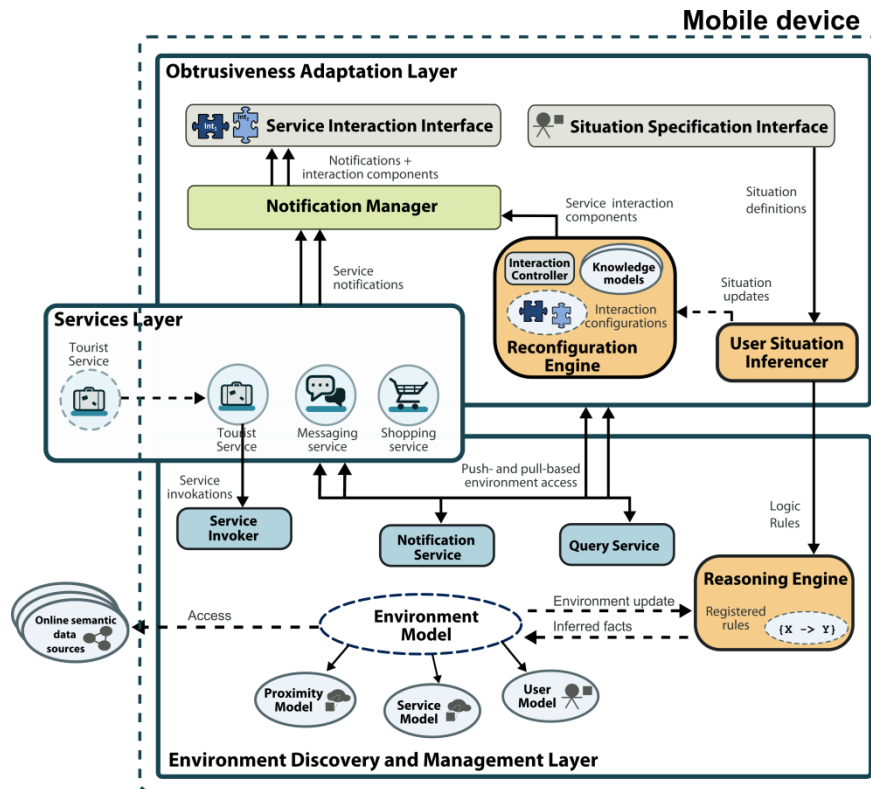 Mobile device
Obtrusiveness Adaptation Layer
Int1
Int2
Service Interaction Interface
Situation Specification Interface
Notifications +
interaction components
Situation
definitions
Notification Manager
Service interaction
components
Service
notifications
Interaction
Controller
Knowledge
models
Interaction
configurations
Reconfiguration
Engine
Situation
updates
User Situation
Inferencer
Services Layer
Tourist
Service
Tourist
Service
Messaging
service
Shopping
service
Service
invokations
Push- and pull-based
environment access
Logic
Rules
Service
Invoker
Notification
Service
Query Service
Reasoning Engine
Registered
rules
{X -> Y}
Online semantic
data
sources
Access
Environment
Model
Environment update
Inferred facts
Proximity
Model
Service
Model
User
Model
Environment Discovery and Management Layer